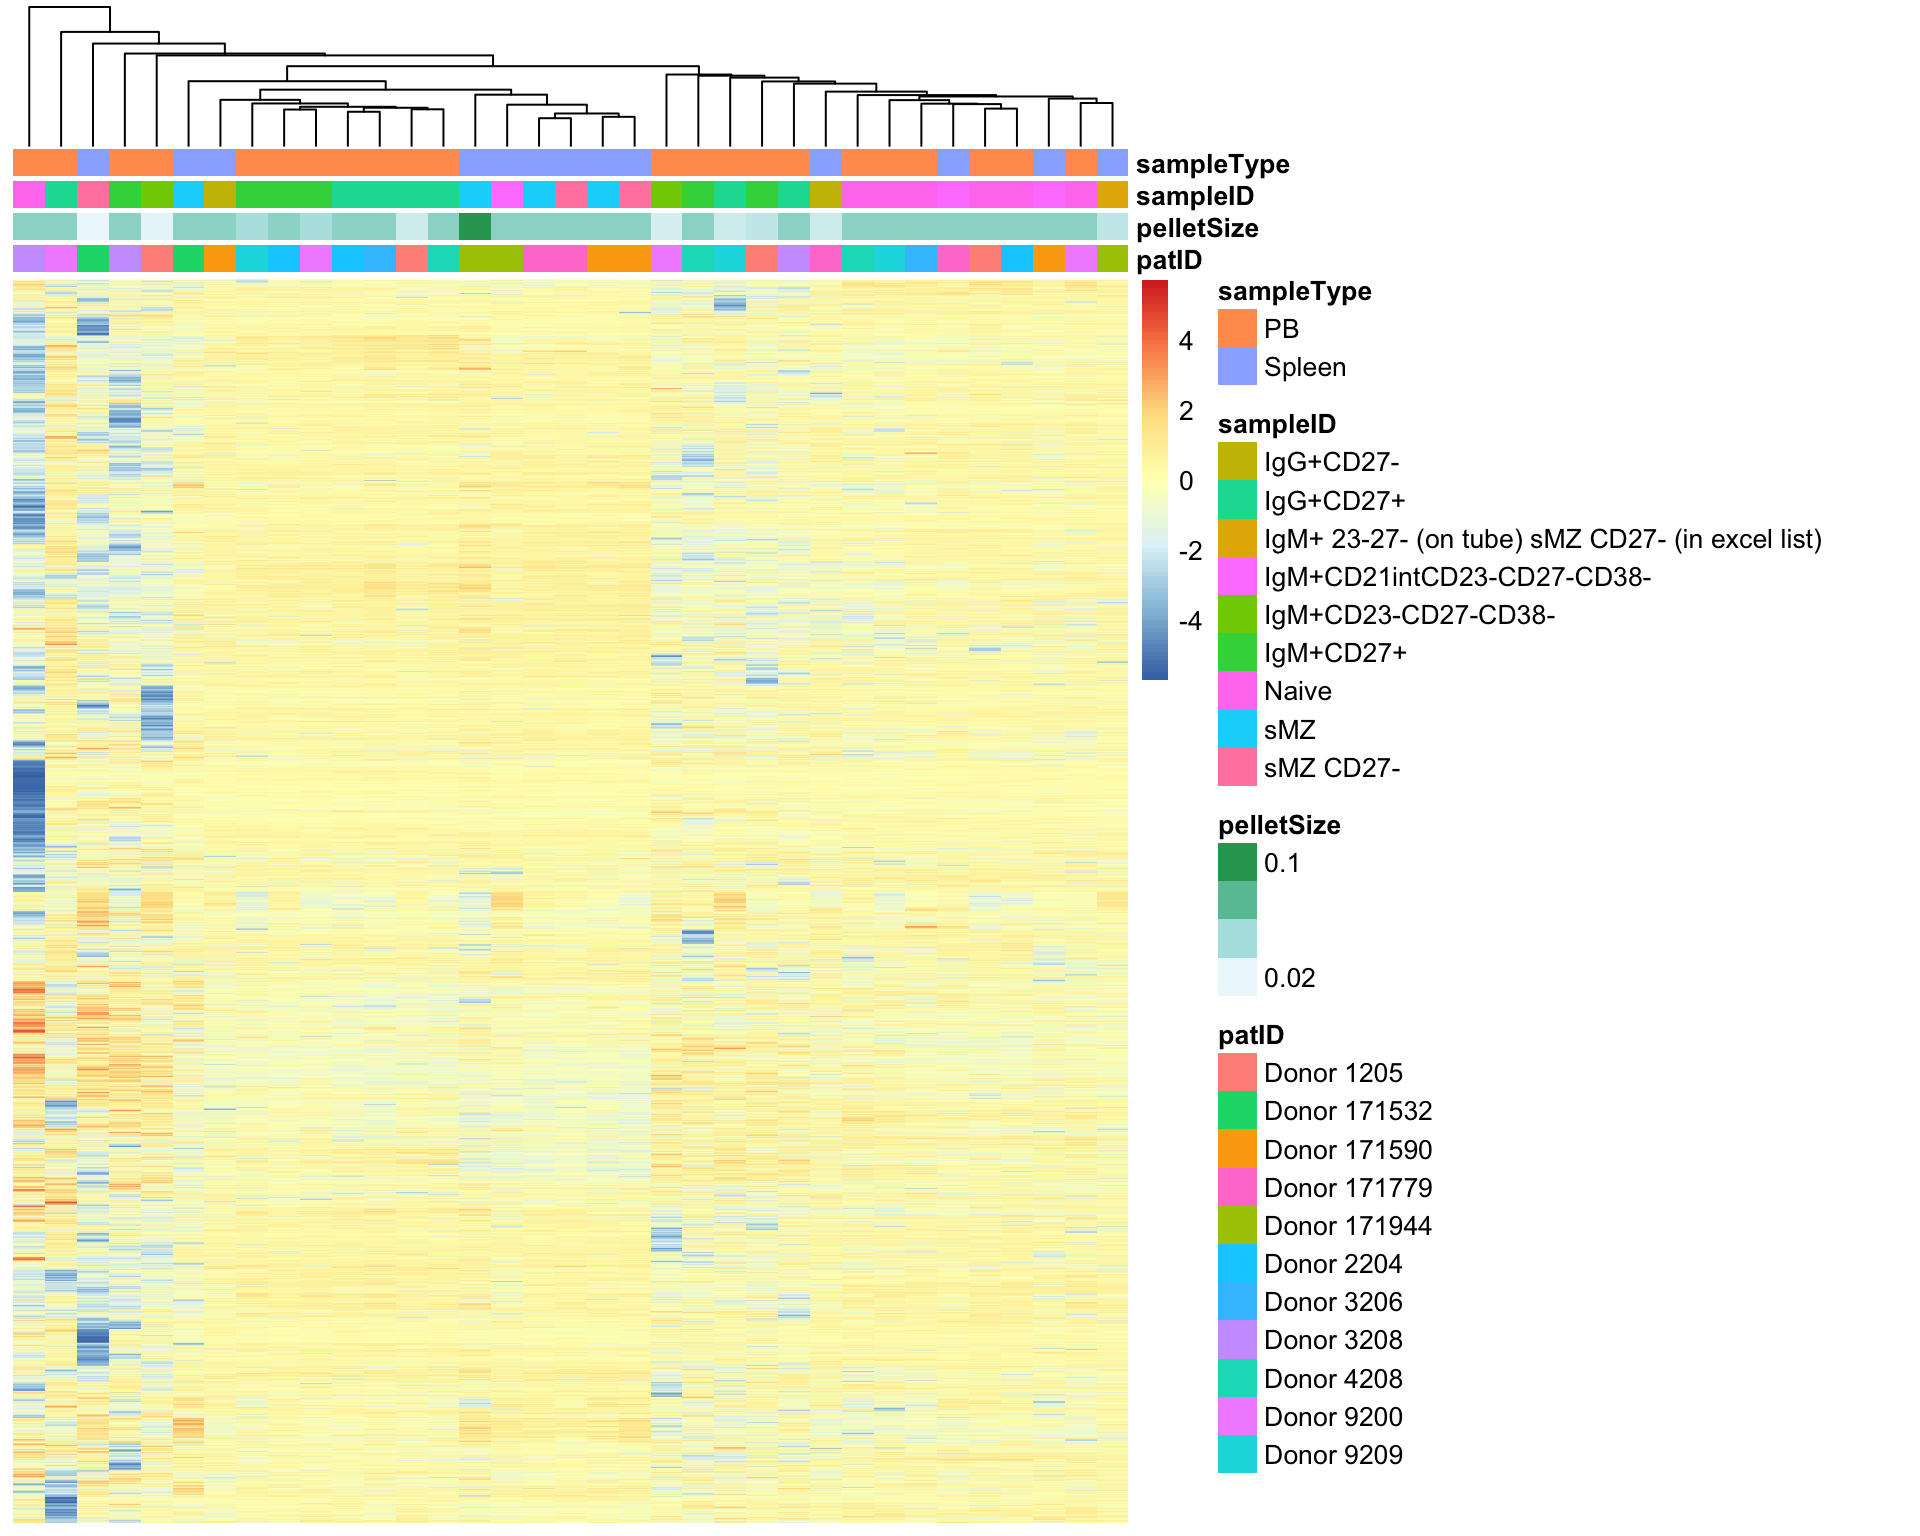 sampleType
sampleID
pelletSize
patID
4
2
0
-2
-4
sampleType
PB
Spleen
sampleID
IgG+CD27-
IgG+CD27+
IgM+ 23-27- (on tube) sMZ CD27- (in excel list)
IgM+CD21intCD23-CD27-CD38-
IgM+CD23-CD27-CD38-
IgM+CD27+
Naive
sMZ
sMZ CD27-
pelletSize
0.1
0.02
patID
Donor 1205
Donor 171532
Donor 171590
Donor 171779
Donor 171944
Donor 2204
Donor 3206
Donor 3208
Donor 4208
Donor 9200
Donor 9209